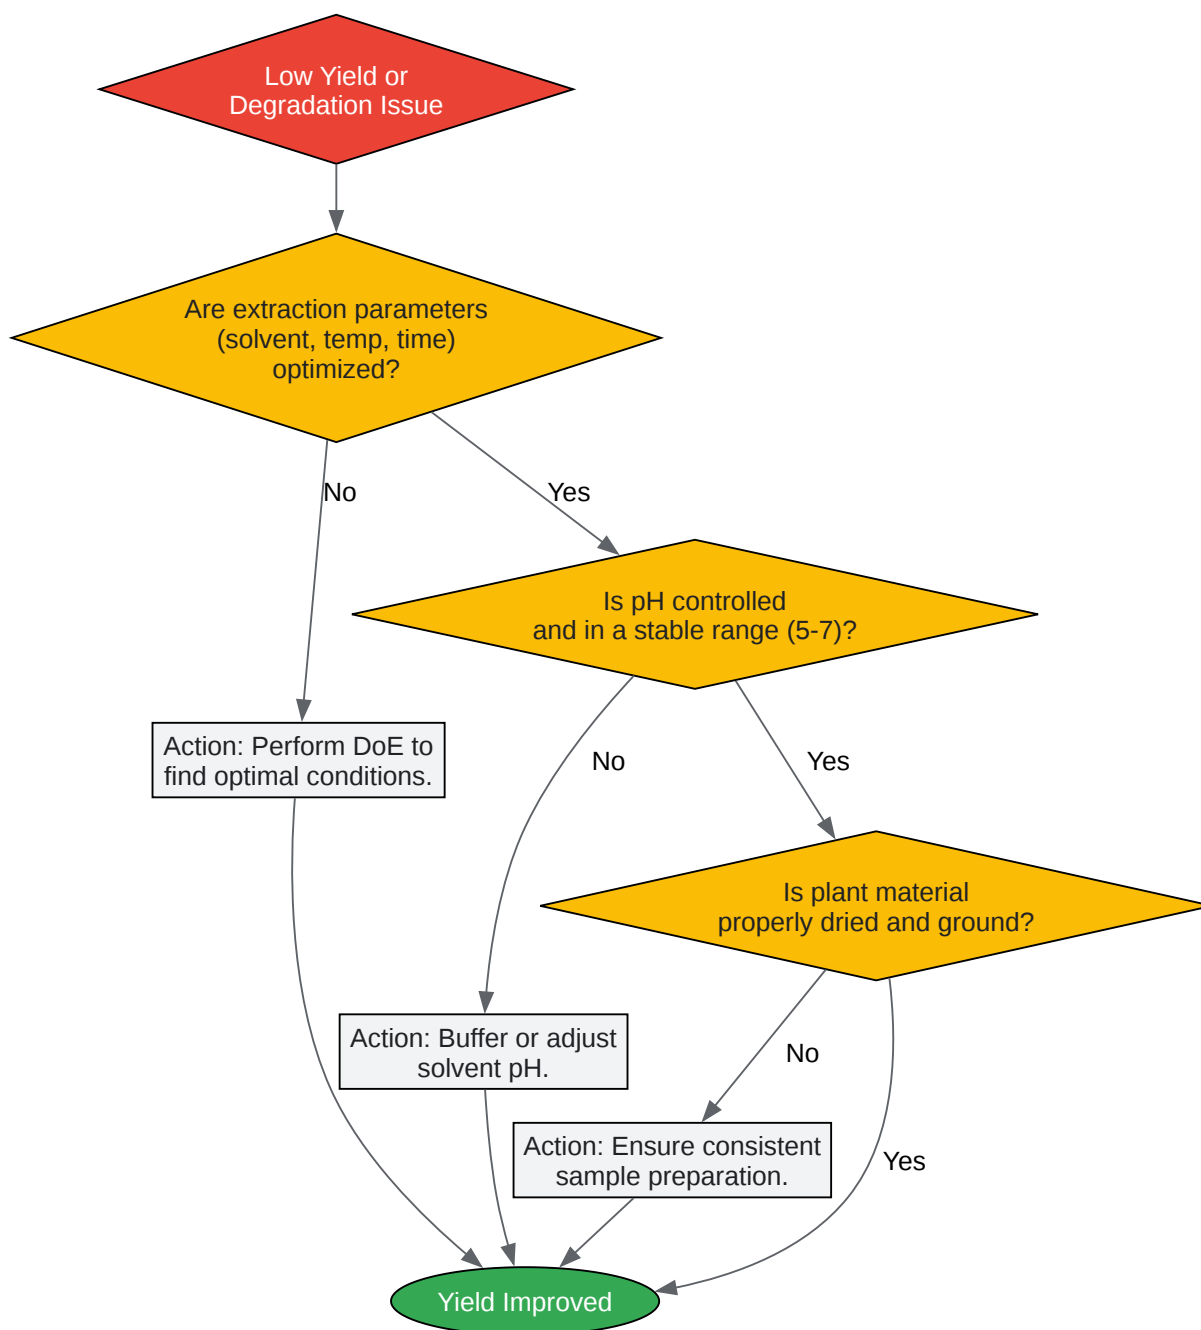 Low Yield or
Degradation Issue
Are extraction parameters
(solvent, temp, time)
optimized?
No
Yes
Is pH controlled
and in a stable range (5-7)?
Action: Perform DoE to
find optimal conditions.
No
Yes
Is plant material
properly dried and ground?
Action: Buffer or adjust
solvent pH.
No
Action: Ensure consistent
sample preparation.
Yes
Yield Improved